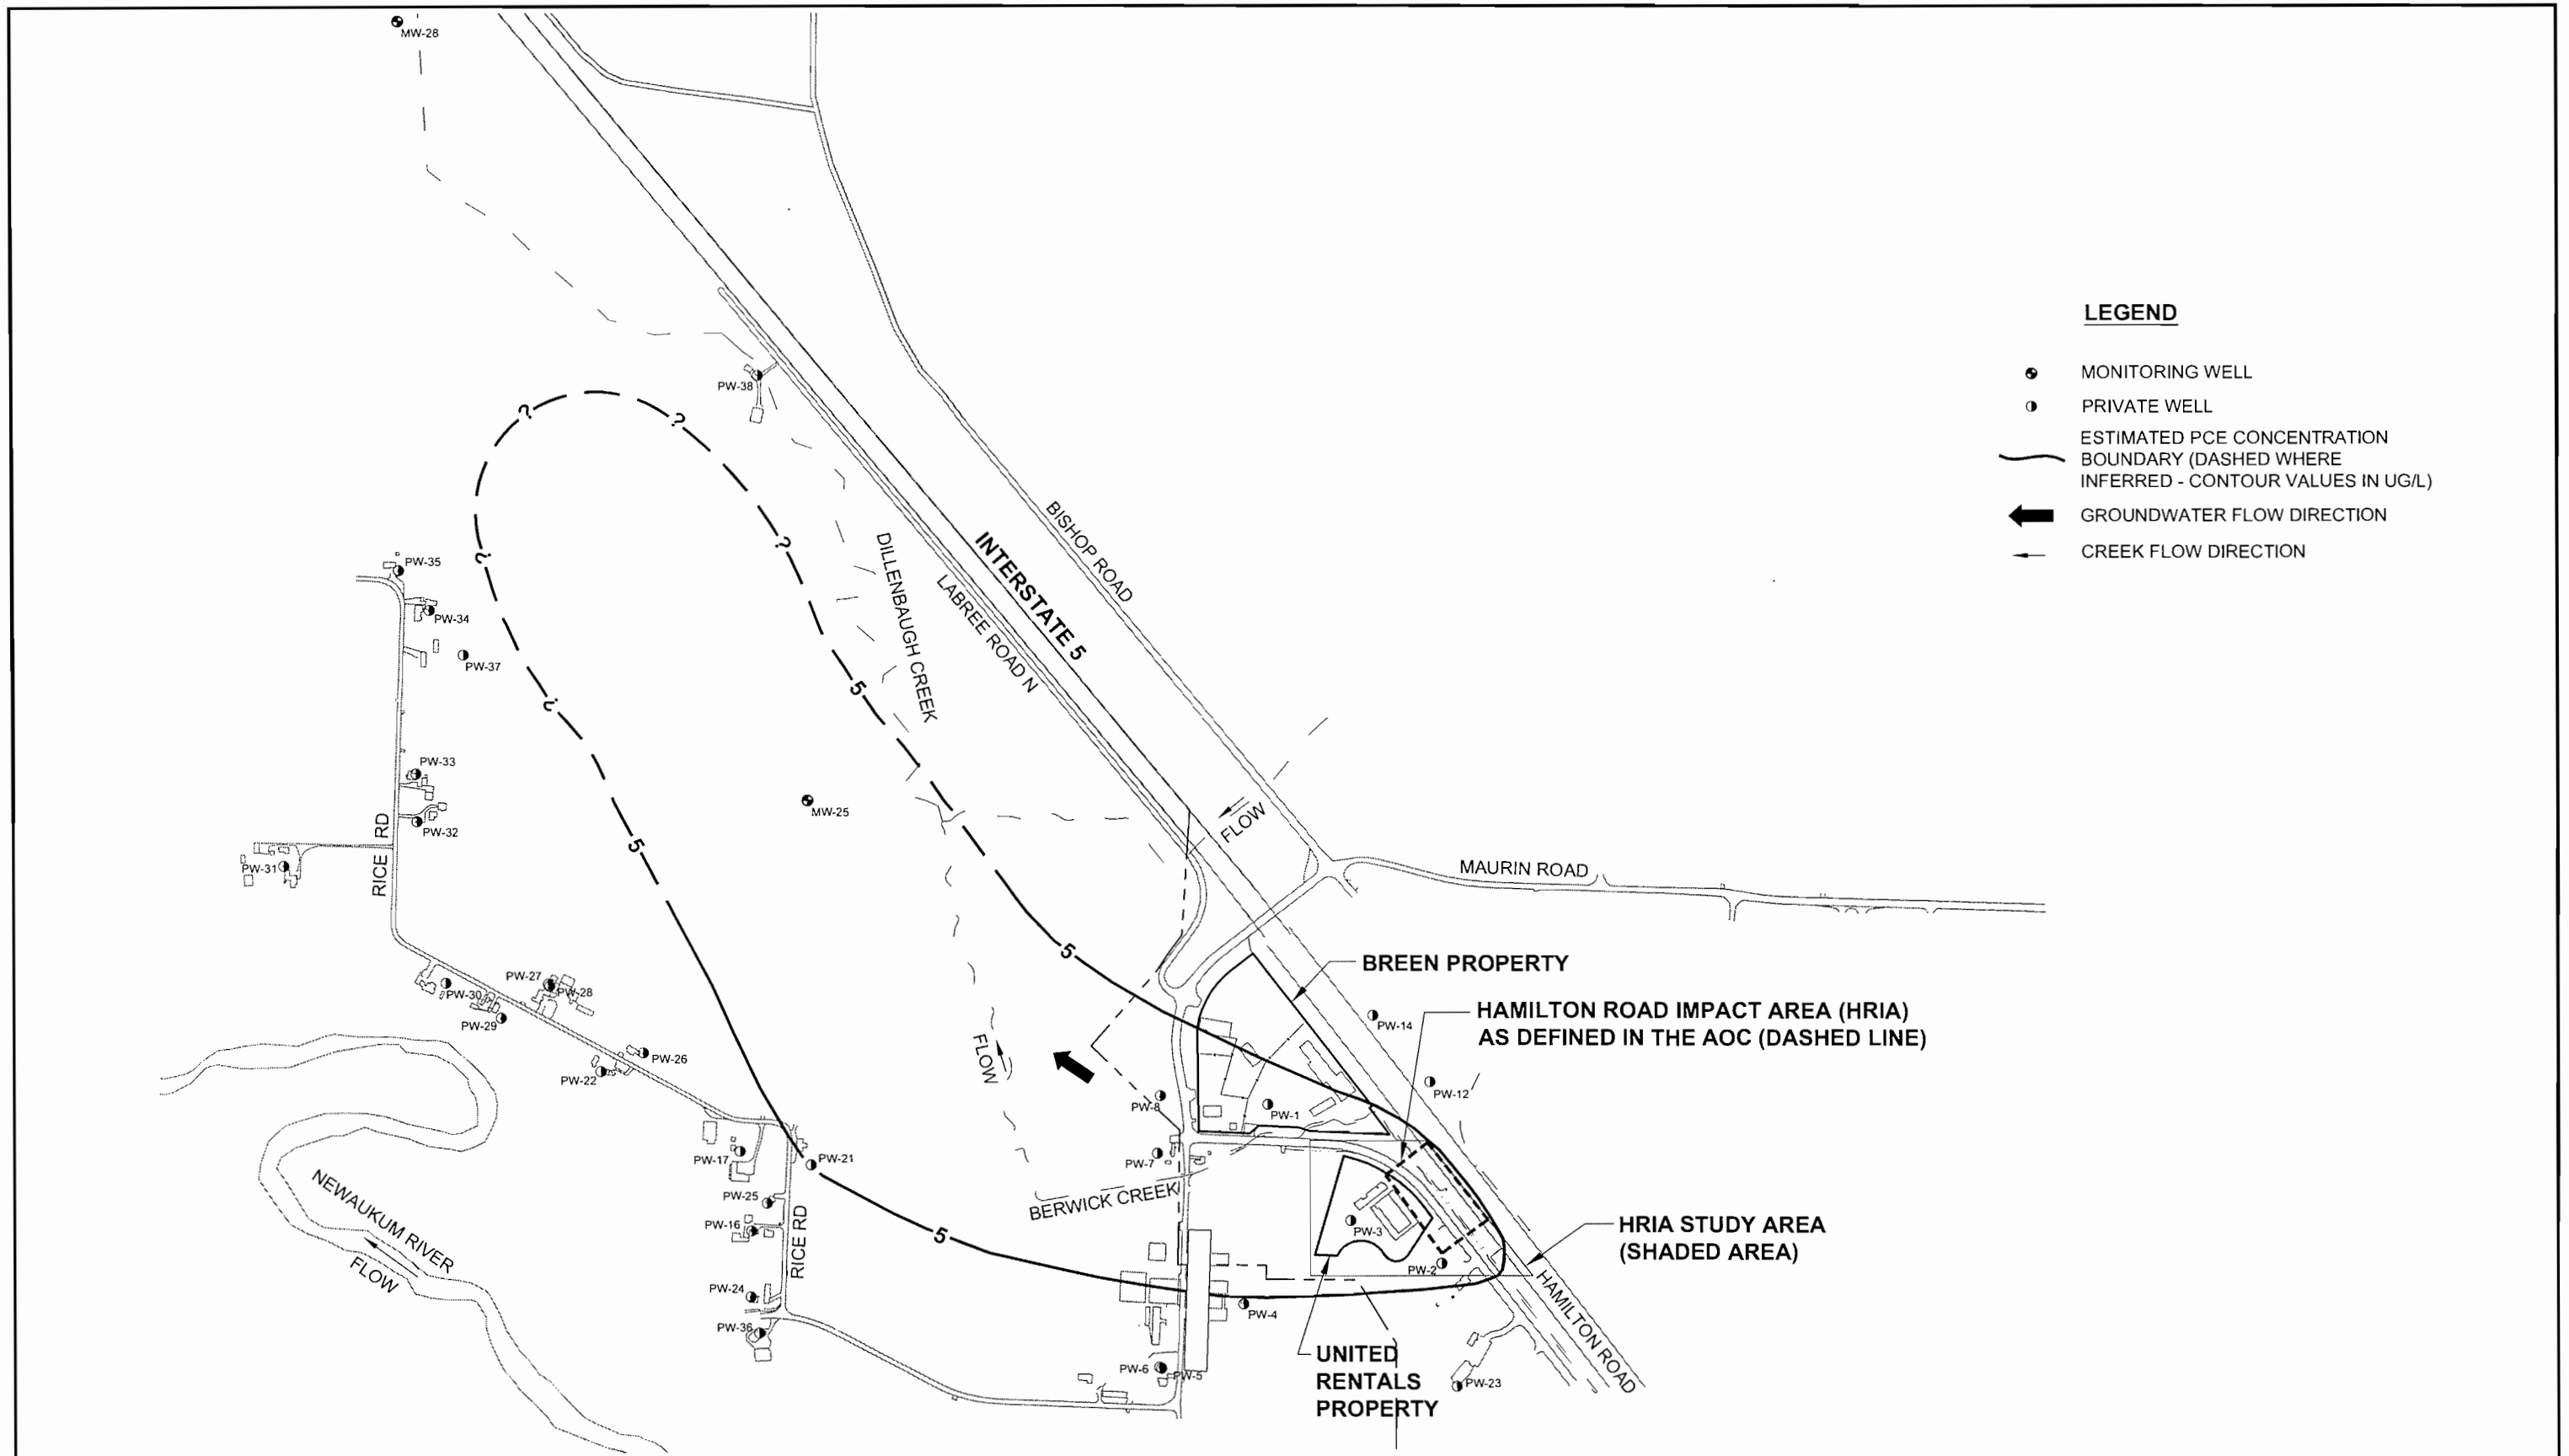 MW-28
LEGEND
MONITORING WELL
PRIVATE WELL
ESTIMATED PCE CONCENTRATION
BOUNDARY (DASHED WHERE
INFERRED - CONTOUR VALUES IN UG/L)
GROUNDWATER FLOW DIRECTION
CREEK FLOW DIRECTION
PW-38
?
?
?
?
?
BISHOP ROAD
INTERSTATE 5
LABREE ROAD N
DILLENBAUGH CREEK
PW-35
PW-34
PW-37
5
PW-33
PW-32
PW-31
RICE RD
5
MW-25
FLOW
MAURIN ROAD
5
BREEN PROPERTY
HAMILTON ROAD IMPACT AREA (HRIA)
AS DEFINED IN THE AOC (DASHED LINE)
PW-14
PW-12
PW-27
PW-28
PW-30
PW-29
PW-26
PW-22
FLOW
PW-8
PW-1
PW-7
PW-17
PW-21
PW-25
PW-16
RICE RD
BERWICK CREEK
5
PW-3
PW-2
HRIA STUDY AREA
(SHADED AREA)
NEWAUKUM RIVER
FLOW
PW-24
PW-36
PW-4
HAMILTON ROAD
PW-6
PW-5
UNITED
RENTALS
PROPERTY
PW-23